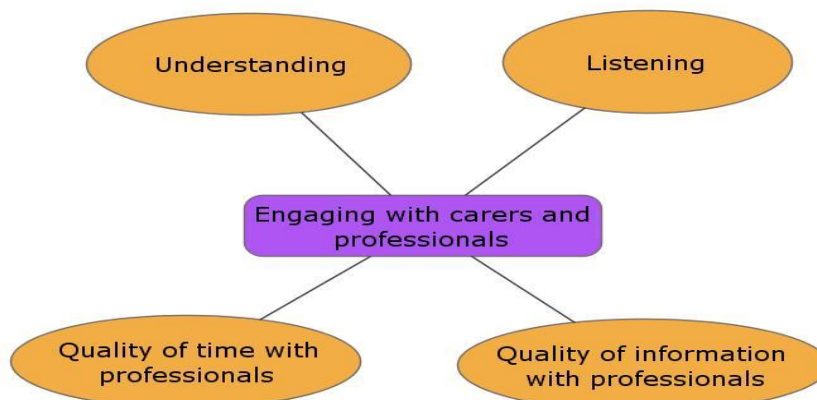 Understanding
Listening
Engaging with carers and
professionals
Quality of time with
professionals
Quality of information
with professionals